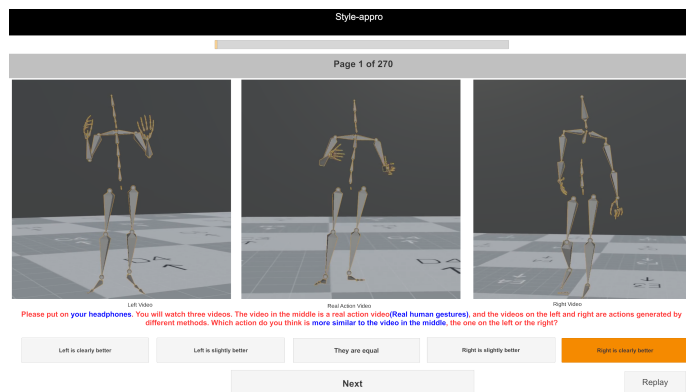 Style-appro
Page 1 of 270
Left Video
Real Action Video
Right Video
Please put on your headphones. You will watch three videos. The video in the middle is a real action video(Real human gestures), and the videos on the left and right are actions generated by
different methods. Which action do you think is more similar to the video in the middle, the one on the left or the right?
Left is clearly better
Left is slightly better
They are equal
Right is slightly better
Right is clearly better
Next
Replay